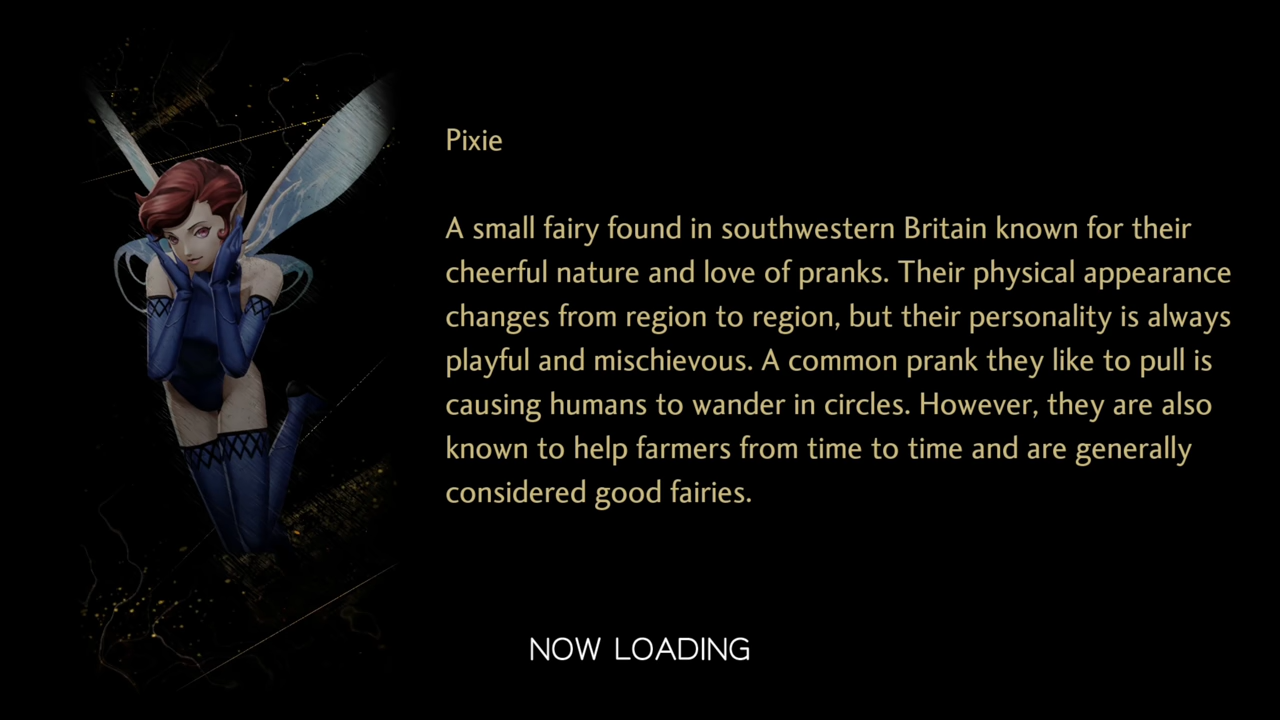 Pixie
A small fairy found in southwestern Britain known for their
cheerful nature and love of pranks. Their physical appearance
changes from region to region, but their personality is always
playful and mischievous. A common prank they like to pull is
causing humans to wander in circles. However, they are also
known to help farmers from time to time and are generally
considered good fairies.
NOW LOADING